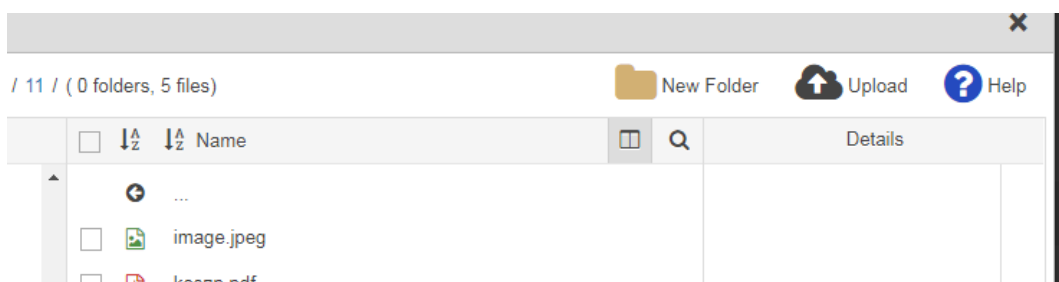 / 11 / ( 0 folders, 5 files) New Folder Upload Help
Name Details
...
image.jpeg